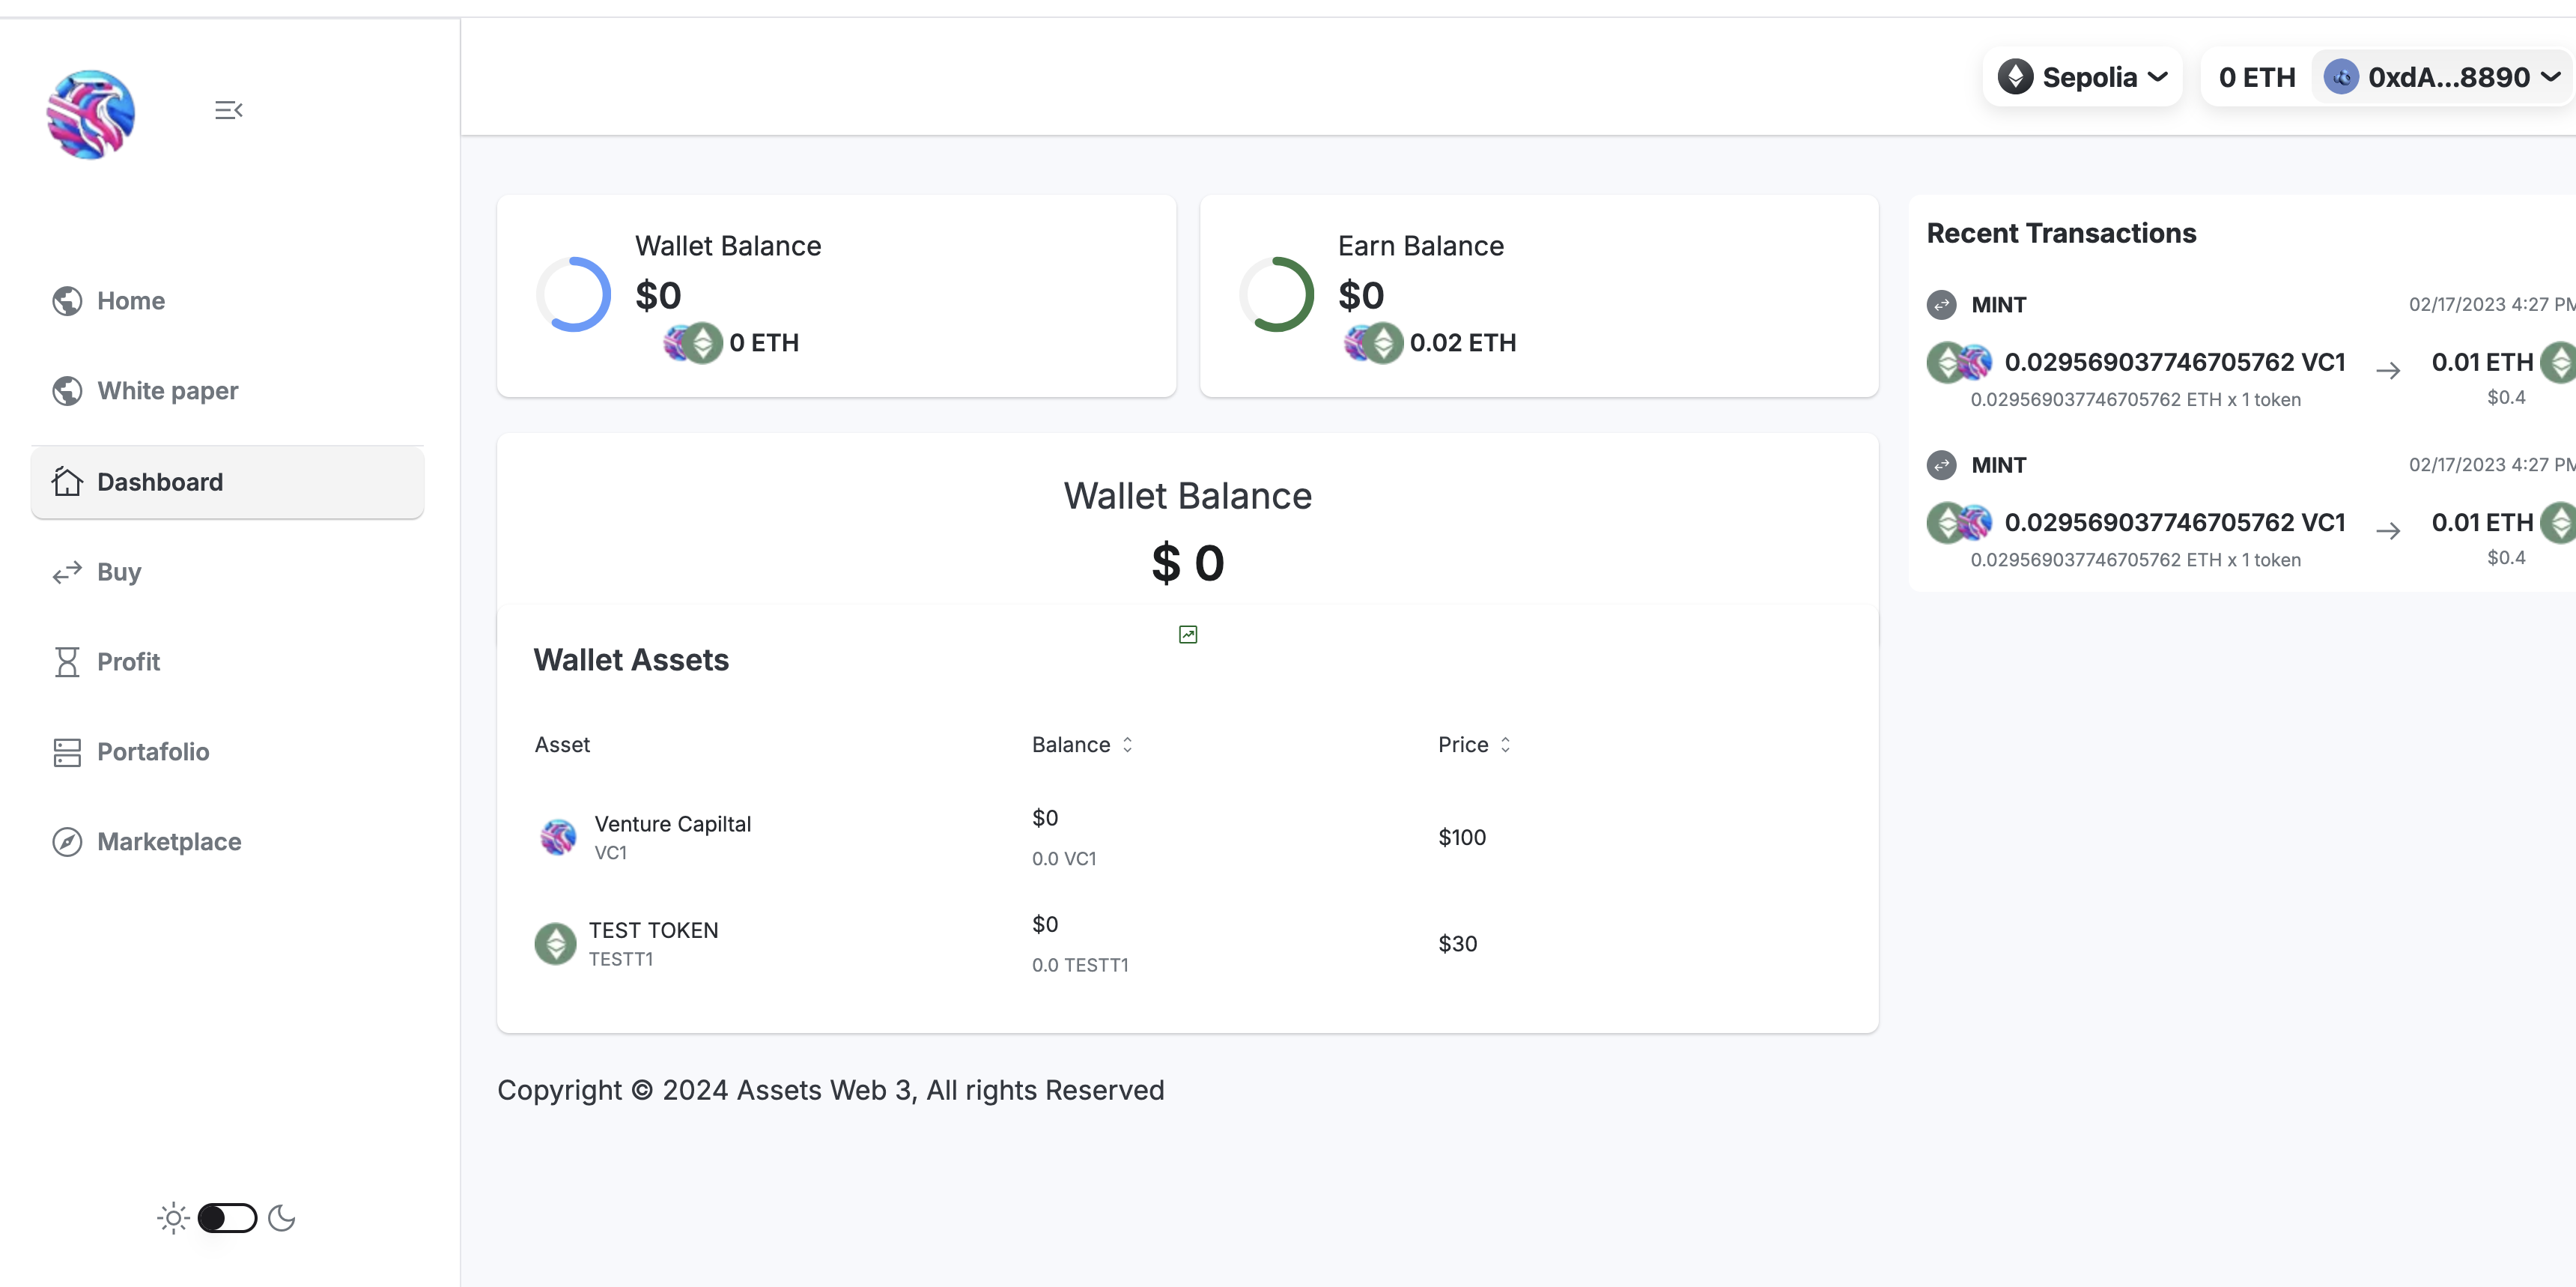 Sepolia
0 ETH 0xdA...8890
Home
White paper
Dashboard
Buy
Profit
Portafolio
Marketplace
Wallet Balance
$0
0 ETH
Earn Balance
$0
0.02 ETH
Wallet Balance
$ 0
Wallet Assets
Asset Balance Price
Venture Capiltal
VC1
$0
0.0 VC1
$100
TEST TOKEN
TESTT1
$0
0.0 TESTT1
$30
Copyright © 2024 Assets Web 3, All rights Reserved
Recent Transactions
MINT 02/17/2023 4:27 PM
0.029569037746705762 VC1 → 0.01 ETH
0.029569037746705762 ETH x 1 token $0.4
MINT 02/17/2023 4:27 PM
0.029569037746705762 VC1 → 0.01 ETH
0.029569037746705762 ETH x 1 token $0.4